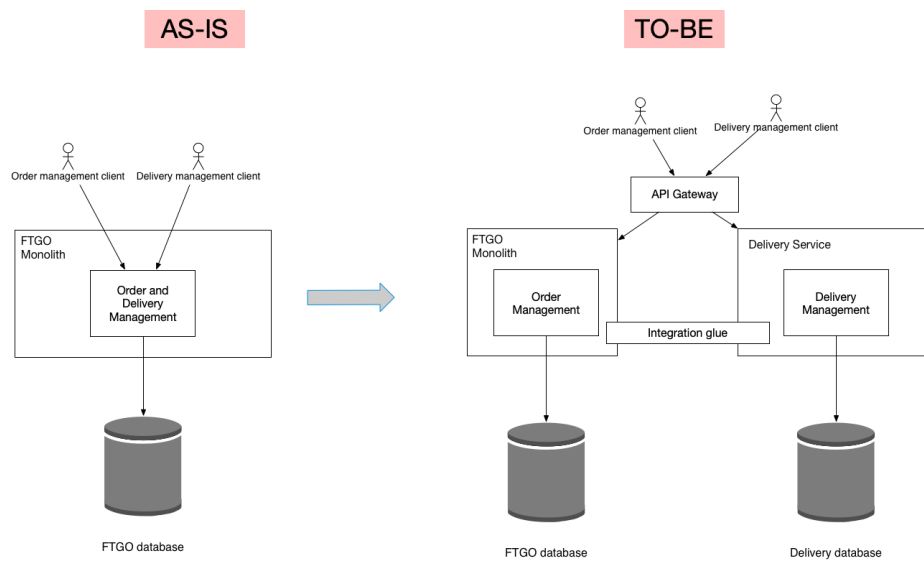 AS-IS
Order management client
Delivery management client
FTGO
Monolith
Order and
Delivery
Management
FTGO database
TO-BE
Order management client
Delivery management client
API Gateway
FTGO
Monolith
Order
Management
Integration glue
Delivery Service
Delivery
Management
FTGO database
Delivery database